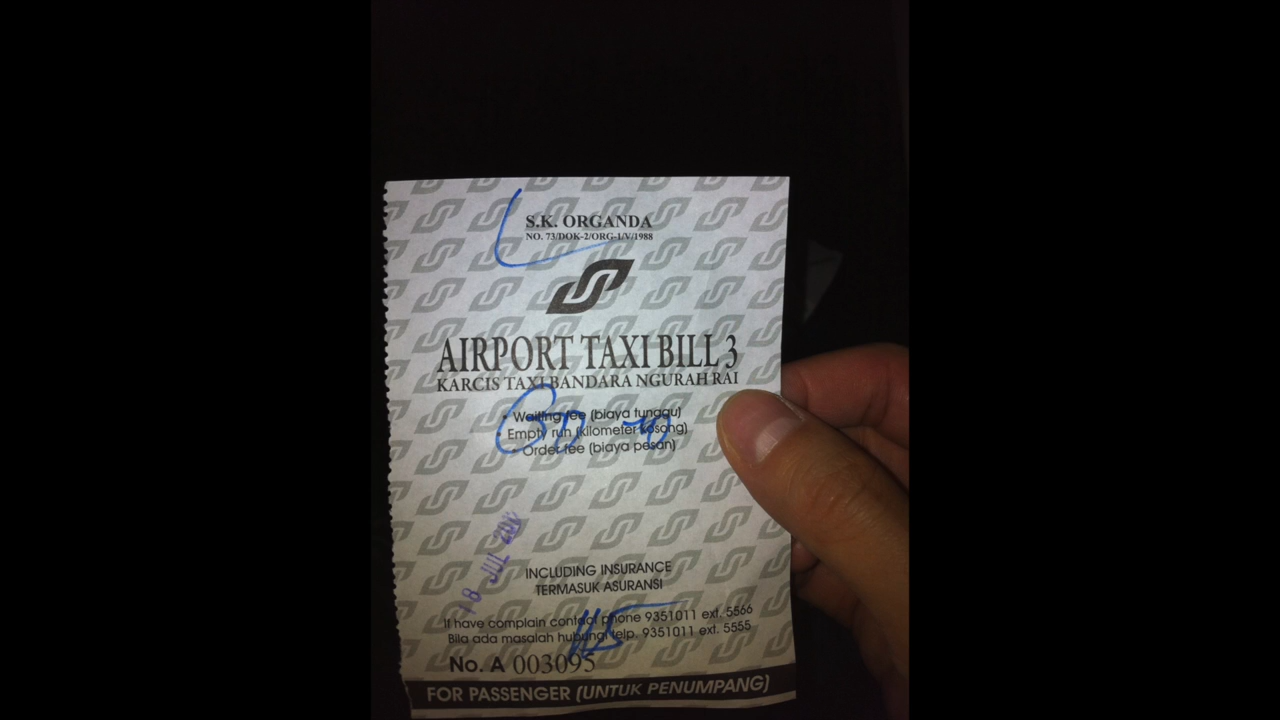 S.K. ORGANDA
NO. 73/DOK-2/ORG-1/V/1988
AIRPORT TAXI BILL 3
KARCIS TAXI BANDARA NGURAH RAI
• Waiting fee (biaya tunggu)
• Empty run (kilometer kosong)
• Order fee (biaya pesan)
18 JUL
INCLUDING INSURANCE
TERMASUK ASURANSI
If have complain contact phone 9351011 ext. 5566
Bila ada masalah hubungi telp. 9351011 ext. 5555
115
No. A 003095
FOR PASSENGER (UNTUK PENUMPANG)